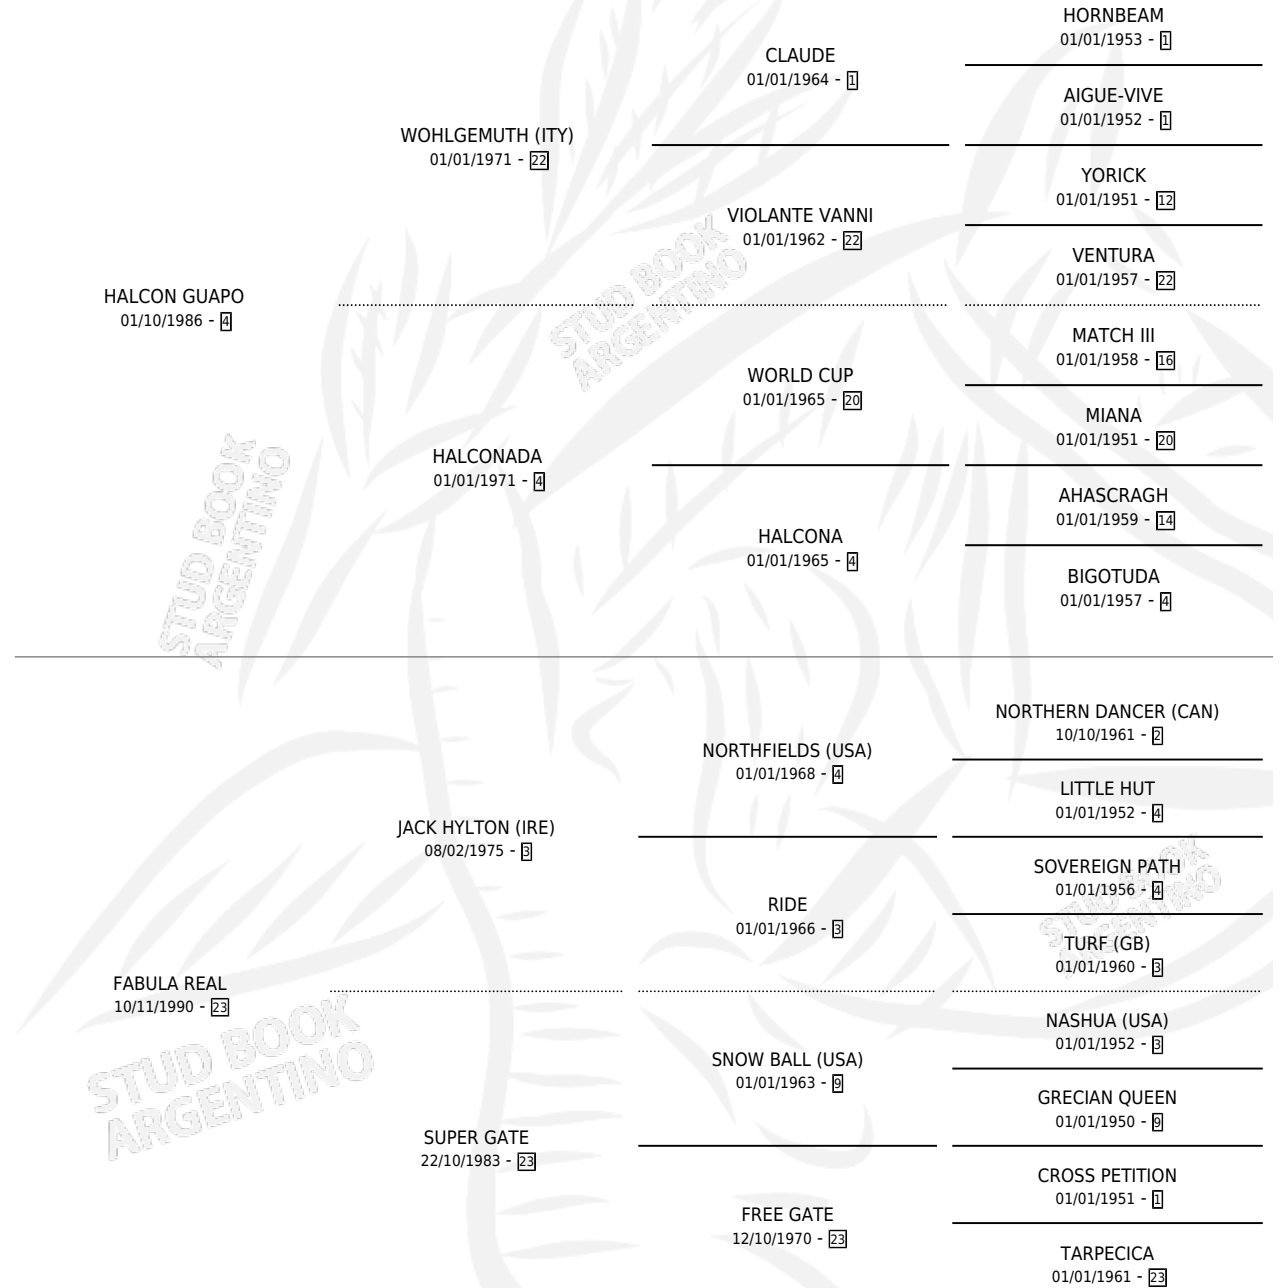 HORNBEAM
01/01/1953 - 1
CLAUDE
01/01/1964 - 1
AIGUE-VIVE
01/01/1952 - 1
WOHLGEMUTH (ITY)
01/01/1971 - 22
YORICK
01/01/1951 - 12
VIOLANTE VANNI
01/01/1962 - 22
VENTURA
01/01/1957 - 22
HALCON GUAPO
01/10/1986 - 4
MATCH III
01/01/1958 - 16
WORLD CUP
01/01/1965 - 20
MIANA
01/01/1951 - 20
HALCONADA
01/01/1971 - 4
AHASCRAGH
01/01/1959 - 14
HALCONA
01/01/1965 - 4
BIGOTUDA
01/01/1957 - 4
STUD BOOK
ARGENTINO
STUD BOOK
ARGENTINO
NORTHERN DANCER (CAN)
10/10/1961 - 2
NORTHFIELDS (USA)
01/01/1968 - 4
LITTLE HUT
01/01/1952 - 4
JACK HYLTON (IRE)
08/02/1975 - 3
SOVEREIGN PATH
01/01/1956 - 4
RIDE
01/01/1966 - 3
TURF (GB)
01/01/1960 - 3
STUD BOOK
ARGENTINO
FABULA REAL
10/11/1990 - 23
NASHUA (USA)
01/01/1952 - 3
SNOW BALL (USA)
01/01/1963 - 9
GRECIAN QUEEN
01/01/1950 - 9
SUPER GATE
22/10/1983 - 23
CROSS PETITION
01/01/1951 - 1
FREE GATE
12/10/1970 - 23
TARPECICA
01/01/1961 - 23
STUD BOOK
ARGENTINO